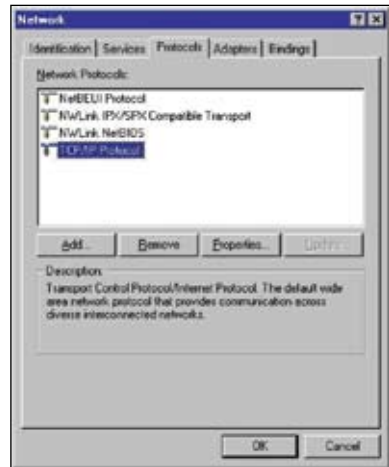 Network
Identification Services Protocols Adapters Bindings
Network Protocols:
NetBEUI Protocol
NWLink IPX/SPX Compatible Transport
NWLink NetBIOS
TCP/IP Protocol
Add... Remove Properties... Update...
Description:
Transport Control Protocol/Internet Protocol. The default wide
area network protocol that provides communication across
diverse interconnected networks.
OK Cancel